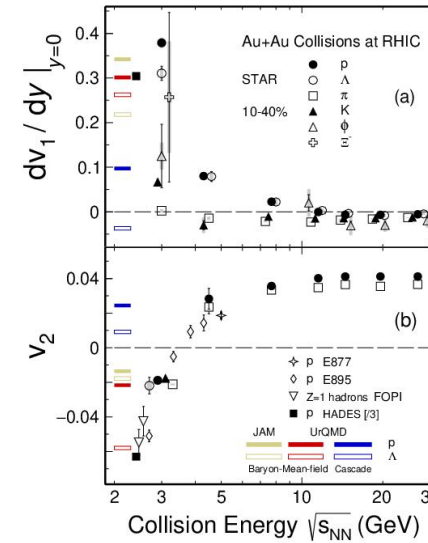 Au+Au Collisions at RHIC
STAR
10-40%
p
Λ
π
K
ϕ
Ξ⁻
(a)
dv₁ / dy |y=0
0.4
0.3
0.2
0.1
0
(b)
v₂
0.04
0
−0.04
p E877
p E895
Z=1 hadrons FOPI
p HADES [/3]
JAM UrQMD
p
Λ
Baryon-Mean-field Cascade
2 3 4 5 10 20 30
Collision Energy √sNN (GeV)